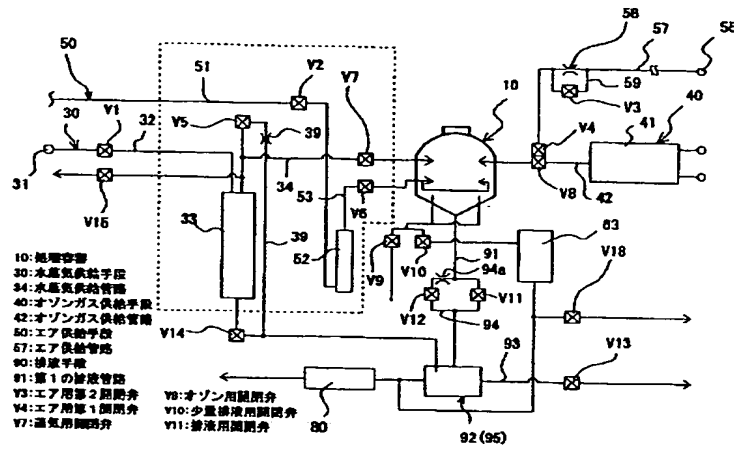 50
51
V2
V7
58
57
55
59
V3
10
40
V1
V5
39
30
32
V4
41
31
34
V8
42
53
V15
V6
33
52
63
39
V9
V10
91
94a
V18
V12
V11
94
V14
93
V13
80
92(95)
10:処理容器
30:水蒸気供給手段
34:水蒸気供給管路
40:オゾンガス供給手段
42:オゾンガス供給管路
50:エア供給手段
57:エア供給管路
90:排液手段
91:第1の排液管路
V3:エア用第2開閉弁
V4:エア用第1開閉弁
V7:蒸気用開閉弁
V8:オゾン用開閉弁
V10:少量排液用開閉弁
V11:排液用開閉弁